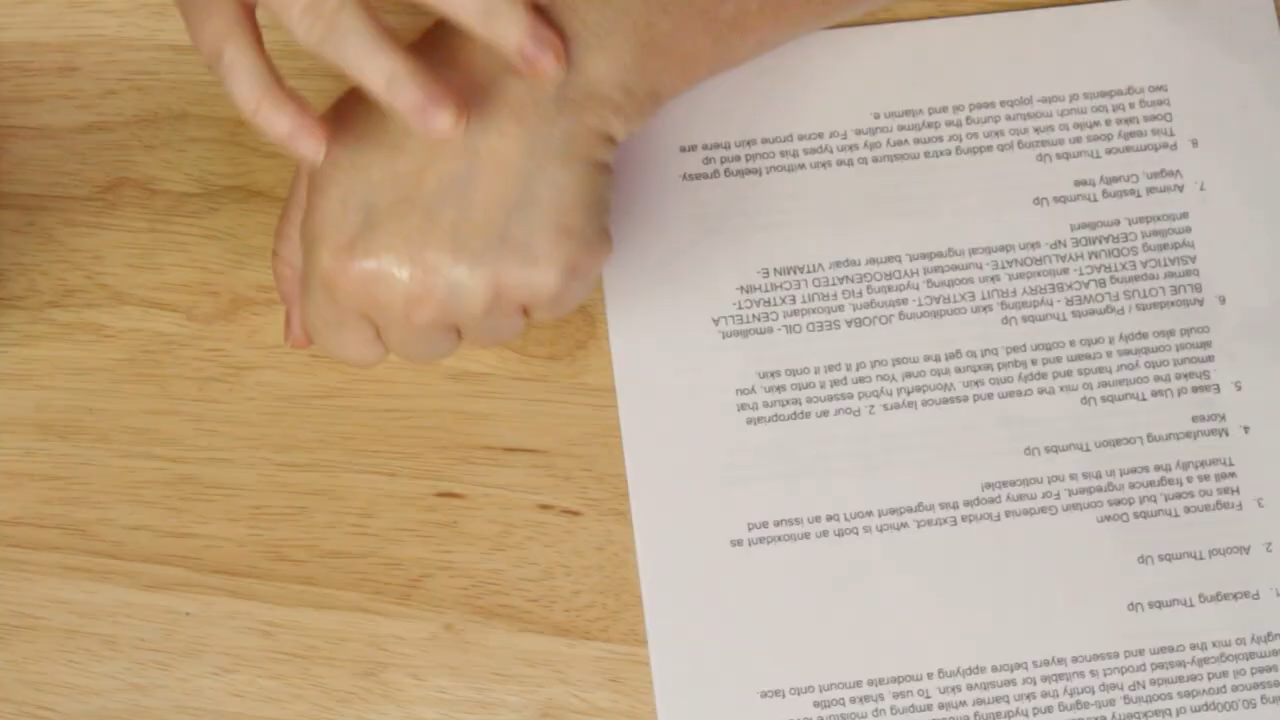 ing 50,000ppm of blackberry
essence provides soothing, anti-aging and hydrating
seed oil and ceramide NP help fortify the skin barrier while amping up moisture
dermatologically-tested product is suitable for sensitive skin. To use, shake bottle
to mix the cream and essence layers before applying a moderate amount onto face.
1. Packaging Thumbs Up
2. Alcohol Thumbs Up
3. Fragrance Thumbs Down
Has no scent, but does contain Gardenia Florida Extract, which is both an antioxidant as
well as a fragrance ingredient. For many people this ingredient won't be an issue and
Thankfully the scent in this is not noticeable!
4. Manufacturing Location Thumbs Up
Korea
5. Ease of Use Thumbs Up
. Shake the container to mix the cream and essence layers. 2. Pour an appropriate
amount onto your hands and apply onto skin. Wonderful hybrid essence texture that
almost combines a cream and a liquid texture into one! You can pat it onto skin, you
could also apply it onto a cotton pad, but to get the most out of it pat it onto skin.
6. Antioxidants / Pigments Thumbs Up
BLUE LOTUS FLOWER - hydrating, skin conditioning JOJOBA SEED OIL- emollient,
barrier repairing BLACKBERRY FRUIT EXTRACT- astringent, antioxidant CENTELLA
ASIATICA EXTRACT- antioxidant, skin soothing, hydrating FIG FRUIT EXTRACT-
hydrating SODIUM HYALURONATE- humectant HYDROGENATED LECHITHIN-
emollient CERAMIDE NP- skin identical ingredient, barrier repair VITAMIN E-
antioxidant, emollient
7. Animal Testing Thumbs Up
Vegan, Cruelty free
8. Performance Thumbs Up
This really does an amazing job adding extra moisture to the skin without feeling greasy.
Does take a while to sink into skin so for some very oily skin types this could end up
being a bit too much moisture during the daytime routine. For acne prone skin there are
two ingredients of note- jojoba seed oil and vitamin e.